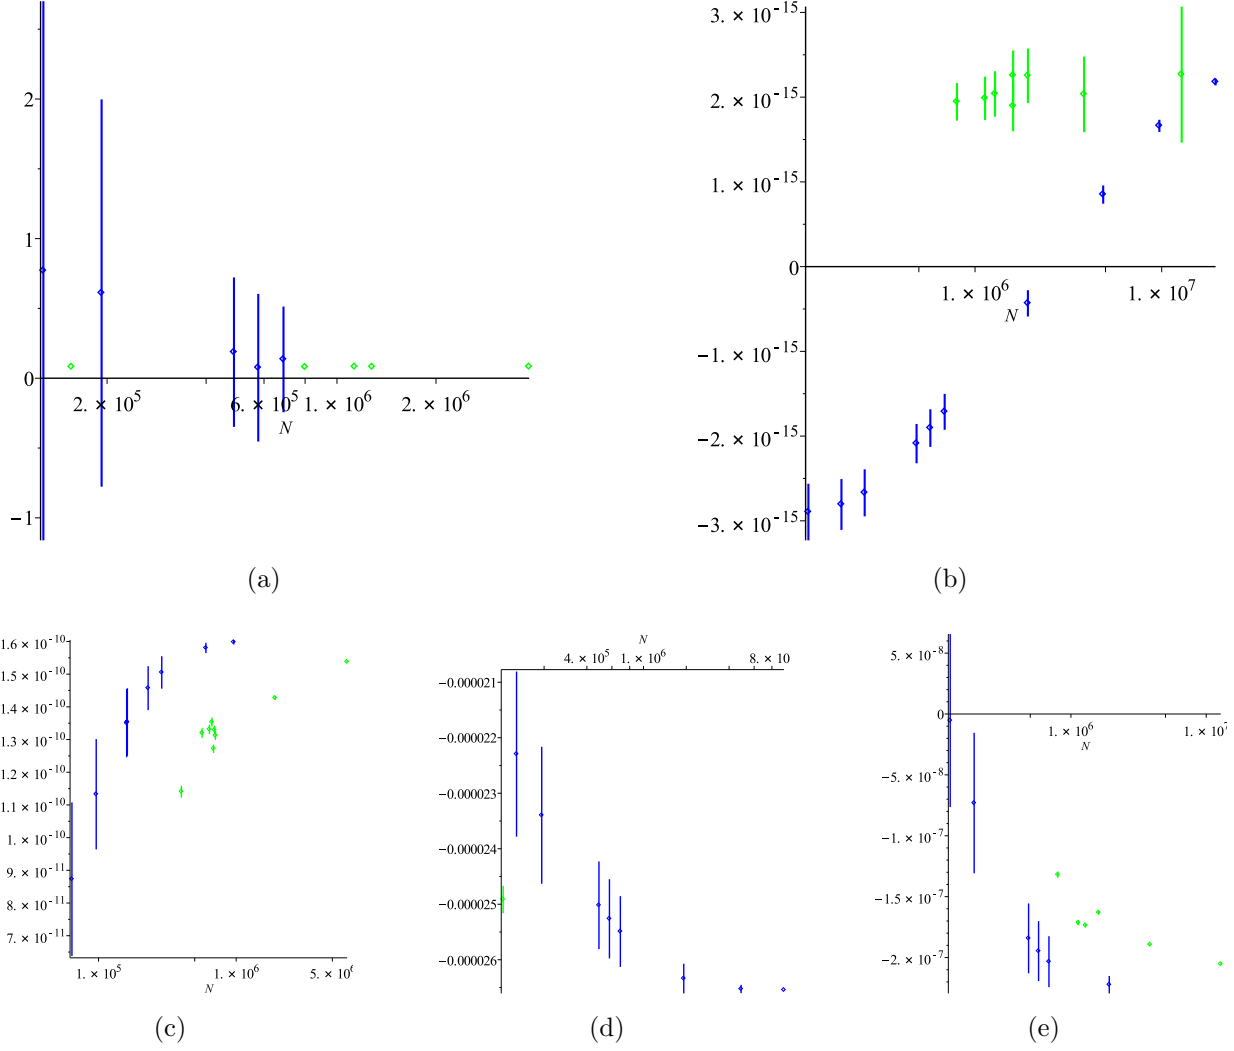 2
1
0
−1
2. × 10^5
6. × 10^5
1. × 10^6
2. × 10^6
N
(a)
3. × 10^-15
2. × 10^-15
1. × 10^-15
0
−1. × 10^-15
−2. × 10^-15
−3. × 10^-15
1. × 10^6
1. × 10^7
N
(b)
1.6 × 10^-10
1.5 × 10^-10
1.4 × 10^-10
1.3 × 10^-10
1.2 × 10^-10
1.1 × 10^-10
1. × 10^-10
9. × 10^-11
8. × 10^-11
7. × 10^-11
1. × 10^5
1. × 10^6
5. × 10^6
N
(c)
N
4. × 10^5
1. × 10^6
8. × 10
−0.000021
−0.000022
−0.000023
−0.000024
−0.000025
−0.000026
(d)
5. × 10^-8
0
−5. × 10^-8
−1. × 10^-7
−1.5 × 10^-7
−2. × 10^-7
1. × 10^6
1. × 10^7
N
(e)